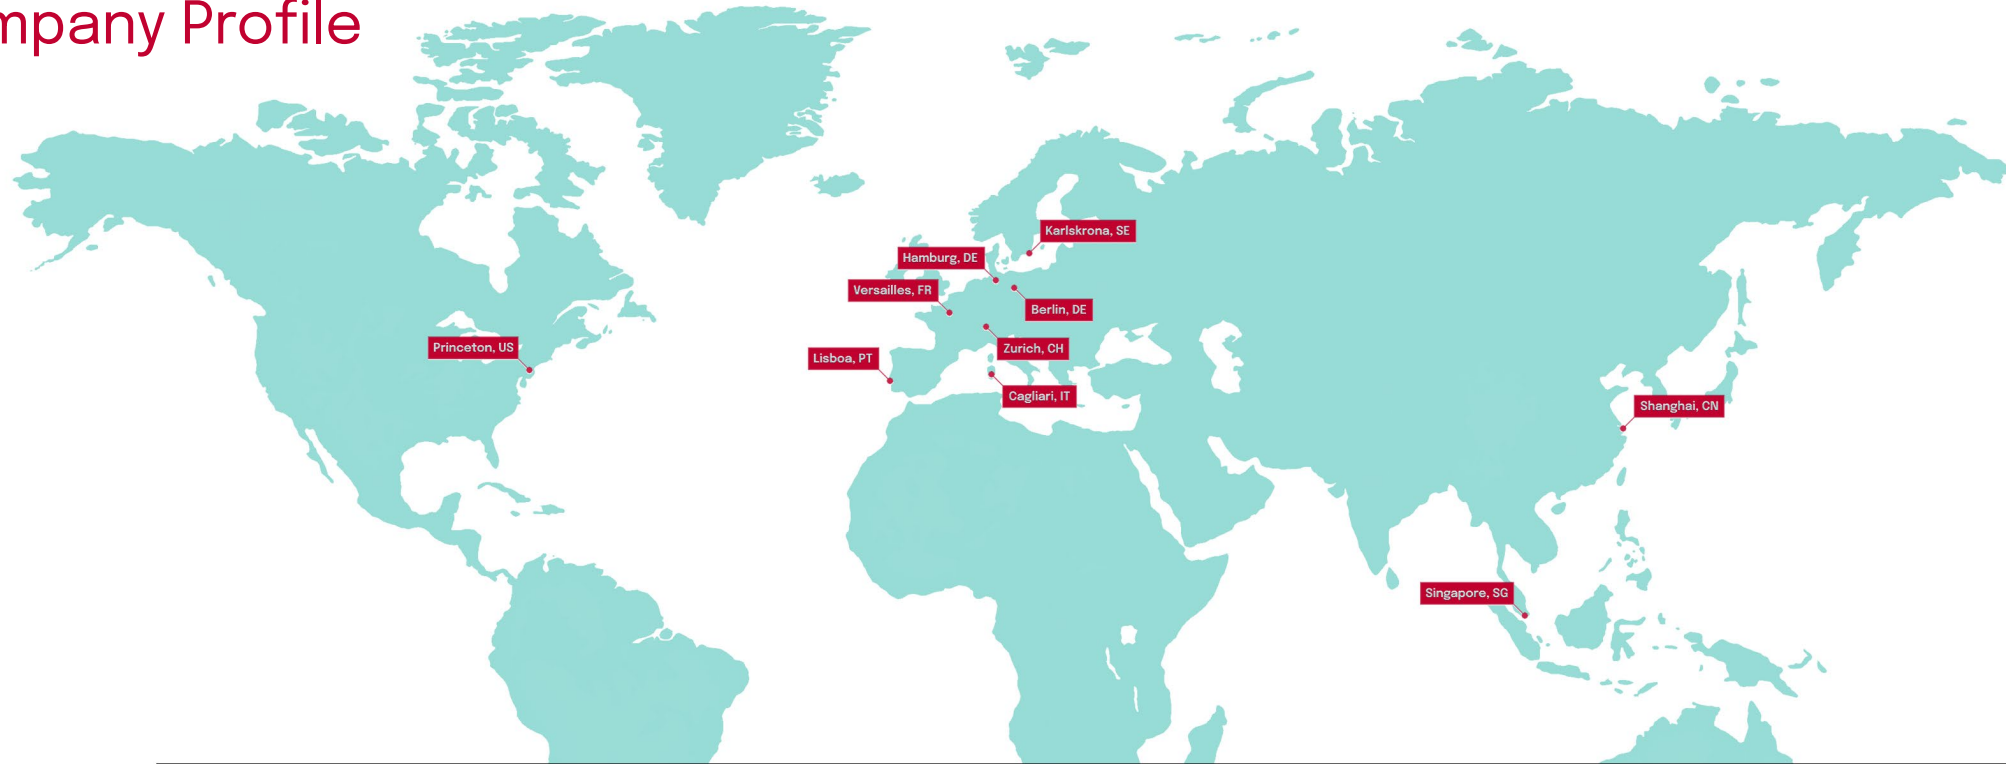 mpany Profile
Karlskrona, SE
Hamburg, DE
Versailles, FR
Berlin, DE
Princeton, US
Zurich, CH
Lisboa, PT
Cagliari, IT
Shanghai, CN
Singapore, SG